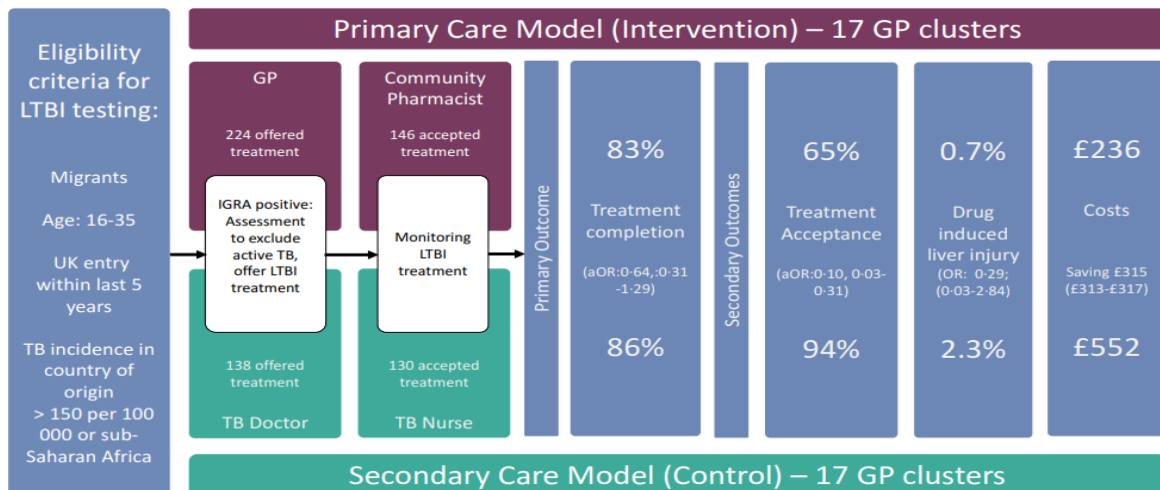 Primary Care Model (Intervention) – 17 GP clusters
Eligibility
criteria for
LTBI testing:
Migrants
Age: 16-35
UK entry
within last 5
years
TB incidence in
country of
origin
> 150 per 100
000 or sub-
Saharan Africa
GP
224 offered
treatment
IGRA positive:
Assessment
to exclude
active TB,
offer LTBI
treatment
138 offered
treatment
TB Doctor
Community
Pharmacist
146 accepted
treatment
Monitoring
LTBI
treatment
130 accepted
treatment
TB Nurse
Primary Outcome
83%
Treatment
completion
(aOR:0·64,:0·31
-1·29)
86%
Secondary Outcomes
65%
Treatment
Acceptance
(aOR:0·10, 0·03-
0·31)
94%
0.7%
Drug
induced
liver injury
(OR: 0·29;
(0·03-2·84)
2.3%
£236
Costs
Saving £315
(£313-£317)
£552
Secondary Care Model (Control) – 17 GP clusters